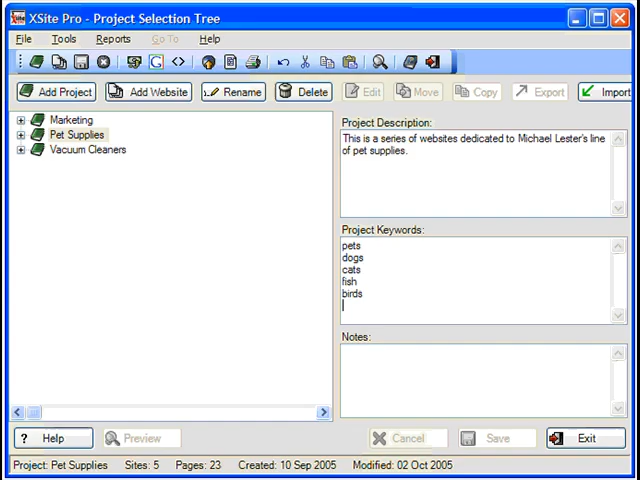 XSite Pro - Project Selection Tree
File Tools Reports Go To Help
Add Project Add Website Rename Delete Edit Move Copy Export Import
Marketing
Pet Supplies
Vacuum Cleaners
Project Description:
This is a series of websites dedicated to Michael Lester's line
of pet supplies.
Project Keywords:
pets
dogs
cats
fish
birds
Notes:
? Help Preview Cancel Save Exit
Project: Pet Supplies Sites: 5 Pages: 23 Created: 10 Sep 2005 Modified: 02 Oct 2005